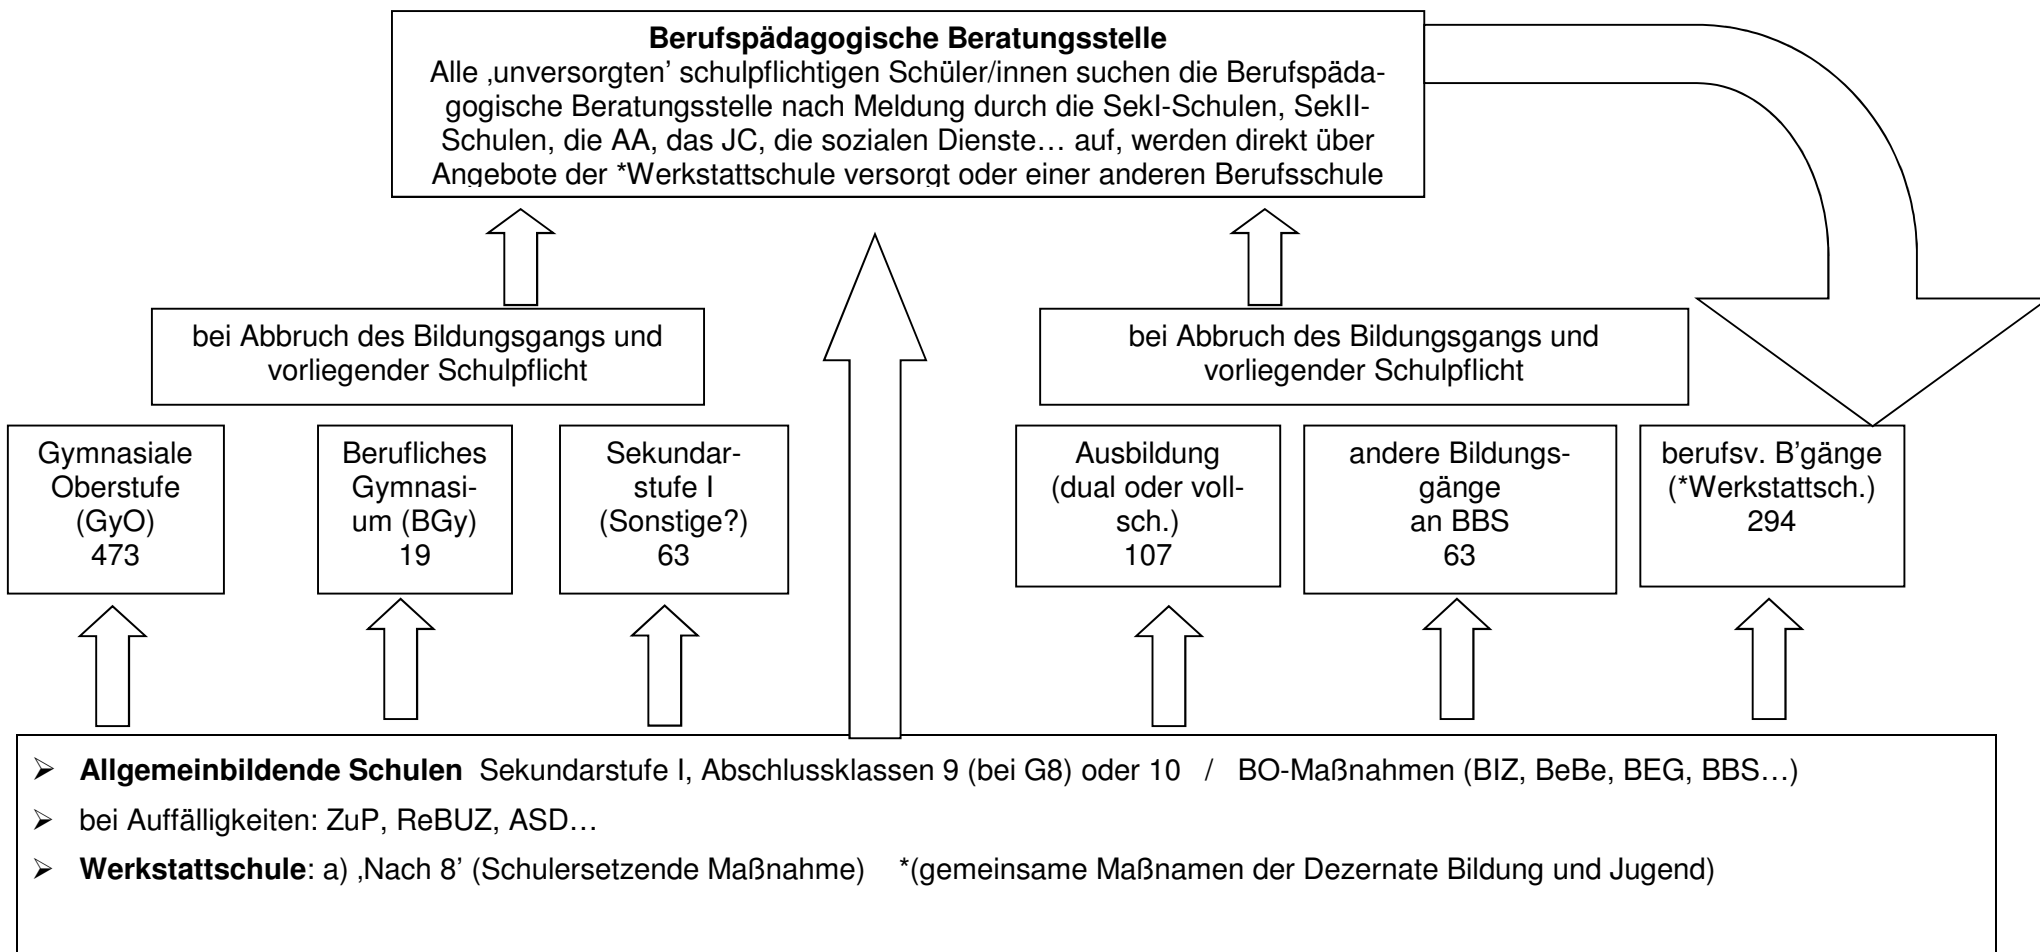 Berufspädagogische Beratungsstelle
Alle ‚unversorgten’ schulpflichtigen Schüler/innen suchen die Berufspäda-
gogische Beratungsstelle nach Meldung durch die SekI-Schulen, SekII-
Schulen, die AA, das JC, die sozialen Dienste… auf, werden direkt über
Angebote der *Werkstattschule versorgt oder einer anderen Berufsschule
bei Abbruch des Bildungsgangs und
vorliegender Schulpflicht
bei Abbruch des Bildungsgangs und
vorliegender Schulpflicht
Gymnasiale
Oberstufe
(GyO)
473
Berufliches
Gymnasi-
um (BGy)
19
Sekundar-
stufe I
(Sonstige?)
63
Ausbildung
(dual oder voll-
sch.)
107
andere Bildungs-
gänge
an BBS
63
berufsv. B'gänge
(*Werkstattsch.)
294
➢ Allgemeinbildende Schulen Sekundarstufe I, Abschlussklassen 9 (bei G8) oder 10 / BO-Maßnahmen (BIZ, BeBe, BEG, BBS…)
➢ bei Auffälligkeiten: ZuP, ReBUZ, ASD…
➢ Werkstattschule: a) ‚Nach 8’ (Schulersetzende Maßnahme) *(gemeinsame Maßnamen der Dezernate Bildung und Jugend)